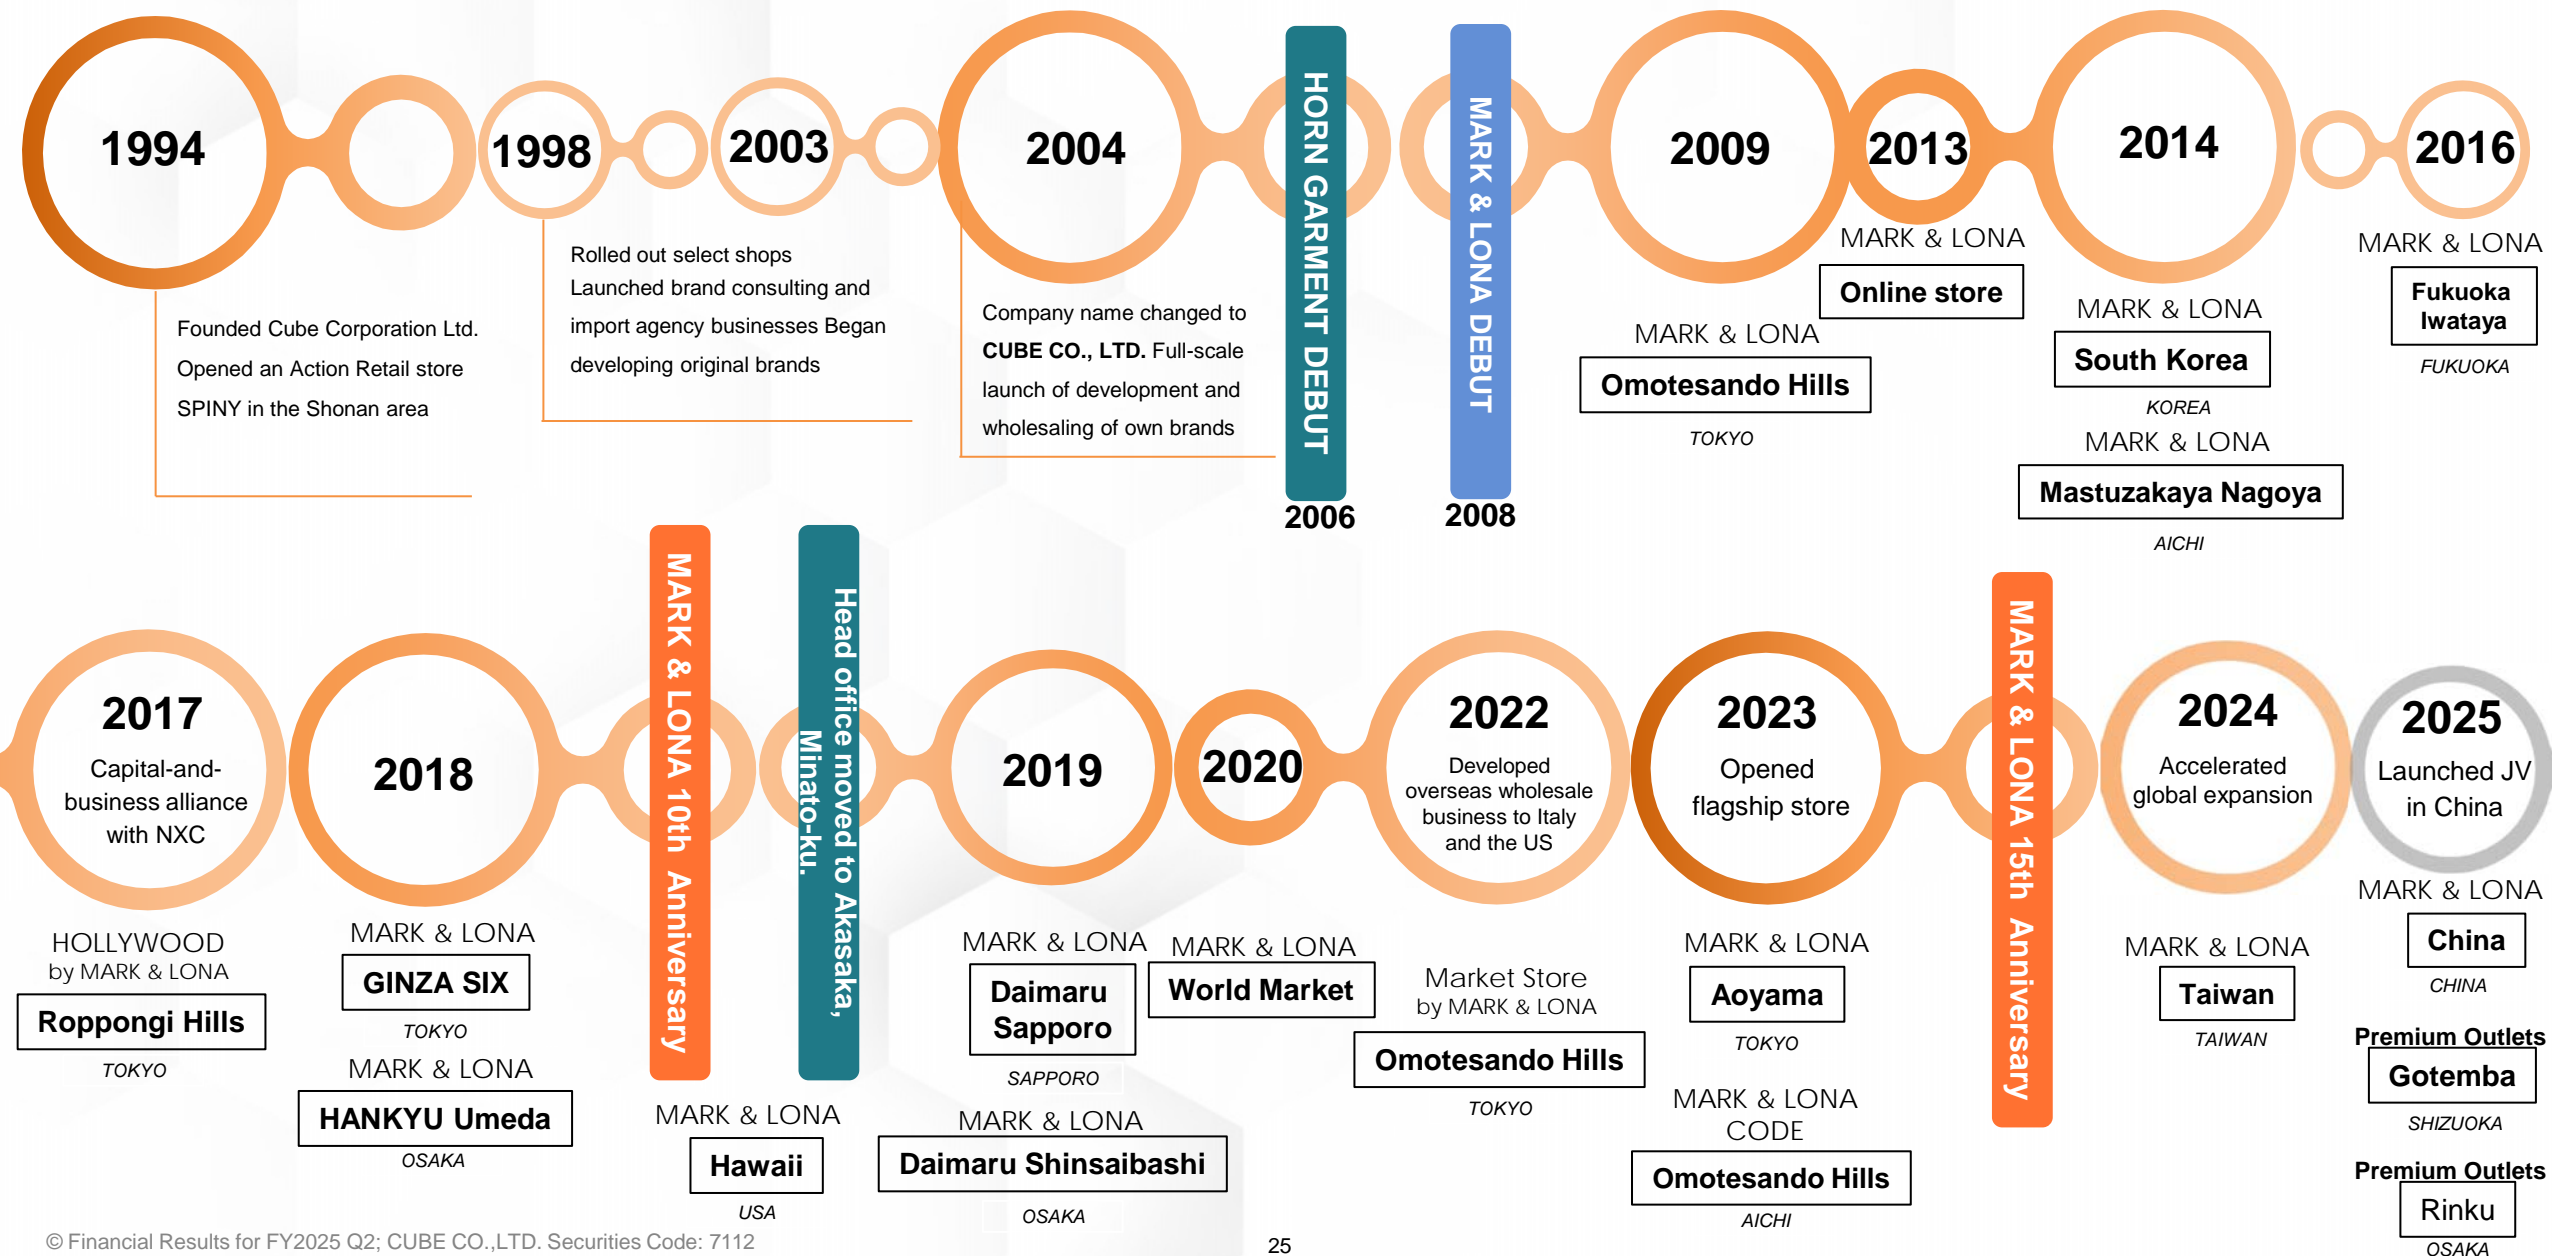 1994
Founded Cube Corporation Ltd.
Opened an Action Retail store
SPINY in the Shonan area
1998
2003
Rolled out select shops
Launched brand consulting and
import agency businesses Began
developing original brands
2004
Company name changed to
CUBE CO., LTD. Full-scale
launch of development and
wholesaling of own brands
HORN GARMENT DEBUT
2006
MARK & LONA DEBUT
2008
2009
MARK & LONA
Omotesando Hills
TOKYO
2013
MARK & LONA
Online store
2014
MARK & LONA
South Korea
KOREA
MARK & LONA
Mastuzakaya Nagoya
AICHI
2016
MARK & LONA
Fukuoka
Iwataya
FUKUOKA
2017
Capital-and-
business alliance
with NXC
HOLLYWOOD
by MARK & LONA
Roppongi Hills
TOKYO
2018
MARK & LONA
GINZA SIX
TOKYO
MARK & LONA
HANKYU Umeda
OSAKA
MARK & LONA 10th Anniversary
MARK & LONA
Hawaii
USA
Head office moved to Akasaka,
Minato-ku.
2019
MARK & LONA
Daimaru
Sapporo
SAPPORO
MARK & LONA
Daimaru Shinsaibashi
OSAKA
2020
MARK & LONA
World Market
2022
Developed
overseas wholesale
business to Italy
and the US
Market Store
by MARK & LONA
Omotesando Hills
TOKYO
2023
Opened
flagship store
MARK & LONA
Aoyama
TOKYO
MARK & LONA
CODE
Omotesando Hills
AICHI
MARK & LONA 15th Anniversary
2024
Accelerated
global expansion
MARK & LONA
Taiwan
TAIWAN
2025
Launched JV
in China
MARK & LONA
China
CHINA
Premium Outlets
Gotemba
SHIZUOKA
Premium Outlets
Rinku
OSAKA
© Financial Results for FY2025 Q2; CUBE CO.,LTD. Securities Code: 7112
25